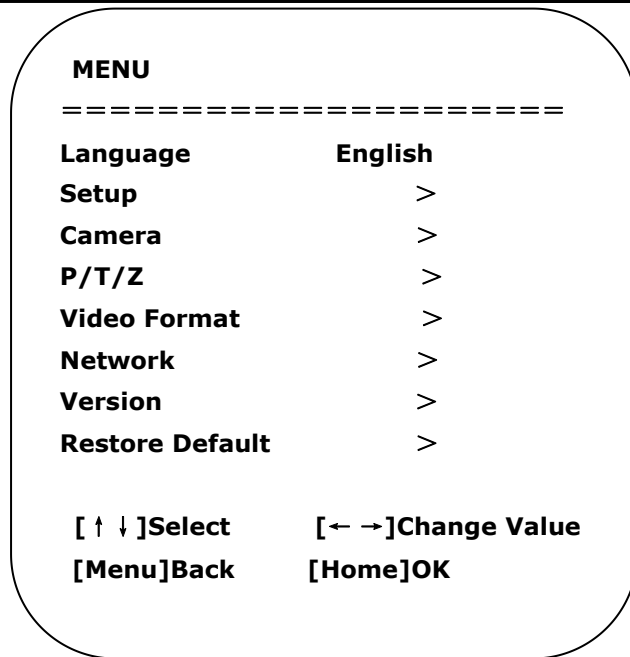 MENU
=====================
Language English
Setup >
Camera >
P/T/Z >
Video Format >
Network >
Version >
Restore Default >
[↑↓]Select [← →]Change Value
[Menu]Back [Home]OK